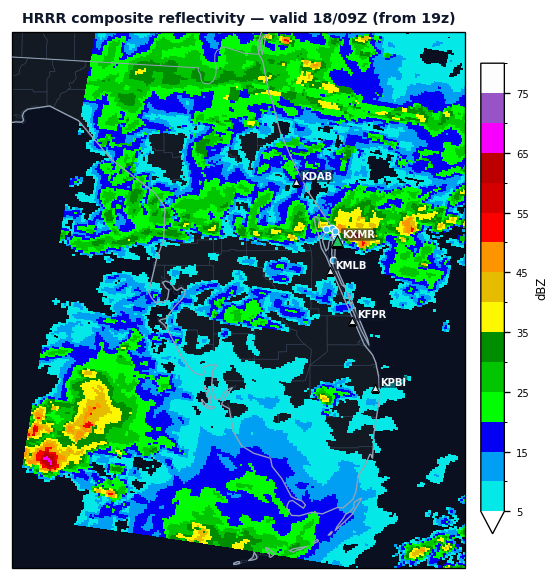 HRRR composite reflectivity — valid 18/09Z (from 19z)
KDAB
KXMR
KMLB
KFPR
KPBI
75
65
55
45
35
25
15
5
dBZ